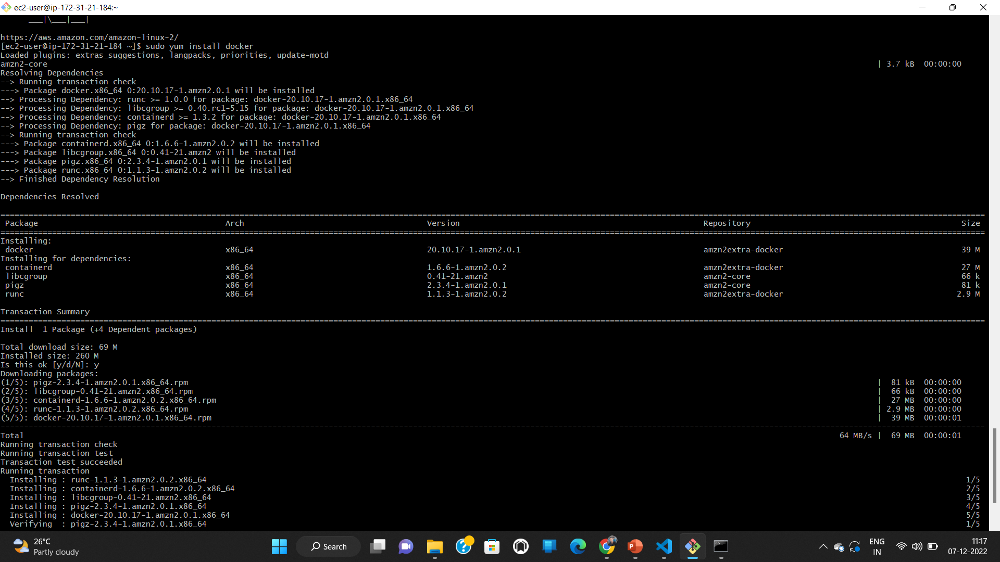 ec2-user@ip-172-31-21-184:~
___|\___|___|
https://aws.amazon.com/amazon-linux-2/
[ec2-user@ip-172-31-21-184 ~]$ sudo yum install docker
Loaded plugins: extras_suggestions, langpacks, priorities, update-motd
amzn2-core | 3.7 kB 00:00:00
Resolving Dependencies
--> Running transaction check
---> Package docker.x86_64 0:20.10.17-1.amzn2.0.1 will be installed
--> Processing Dependency: runc >= 1.0.0 for package: docker-20.10.17-1.amzn2.0.1.x86_64
--> Processing Dependency: libcgroup >= 0.40.rc1-5.15 for package: docker-20.10.17-1.amzn2.0.1.x86_64
--> Processing Dependency: containerd >= 1.3.2 for package: docker-20.10.17-1.amzn2.0.1.x86_64
--> Processing Dependency: pigz for package: docker-20.10.17-1.amzn2.0.1.x86_64
--> Running transaction check
---> Package containerd.x86_64 0:1.6.6-1.amzn2.0.2 will be installed
---> Package libcgroup.x86_64 0:0.41-21.amzn2 will be installed
---> Package pigz.x86_64 0:2.3.4-1.amzn2.0.1 will be installed
---> Package runc.x86_64 0:1.1.3-1.amzn2.0.2 will be installed
--> Finished Dependency Resolution
Dependencies Resolved
Package Arch Version Repository Size
Installing:
docker x86_64 20.10.17-1.amzn2.0.1 amzn2extra-docker 39 M
Installing for dependencies:
containerd x86_64 1.6.6-1.amzn2.0.2 amzn2extra-docker 27 M
libcgroup x86_64 0.41-21.amzn2 amzn2-core 66 k
pigz x86_64 2.3.4-1.amzn2.0.1 amzn2-core 81 k
runc x86_64 1.1.3-1.amzn2.0.2 amzn2extra-docker 2.9 M
Transaction Summary
Install 1 Package (+4 Dependent packages)
Total download size: 69 M
Installed size: 260 M
Is this ok [y/d/N]: y
Downloading packages:
(1/5): pigz-2.3.4-1.amzn2.0.1.x86_64.rpm | 81 kB 00:00:00
(2/5): libcgroup-0.41-21.amzn2.x86_64.rpm | 66 kB 00:00:00
(3/5): containerd-1.6.6-1.amzn2.0.2.x86_64.rpm | 27 MB 00:00:00
(4/5): runc-1.1.3-1.amzn2.0.2.x86_64.rpm | 2.9 MB 00:00:00
(5/5): docker-20.10.17-1.amzn2.0.1.x86_64.rpm | 39 MB 00:00:01
Total 64 MB/s | 69 MB 00:00:01
Running transaction check
Running transaction test
Transaction test succeeded
Running transaction
Installing : runc-1.1.3-1.amzn2.0.2.x86_64 1/5
Installing : containerd-1.6.6-1.amzn2.0.2.x86_64 2/5
Installing : libcgroup-0.41-21.amzn2.x86_64 3/5
Installing : pigz-2.3.4-1.amzn2.0.1.x86_64 4/5
Installing : docker-20.10.17-1.amzn2.0.1.x86_64 5/5
Verifying : pigz-2.3.4-1.amzn2.0.1.x86_64 1/5
26°C
Partly cloudy
Search
ENG
IN
11:17
07-12-2022